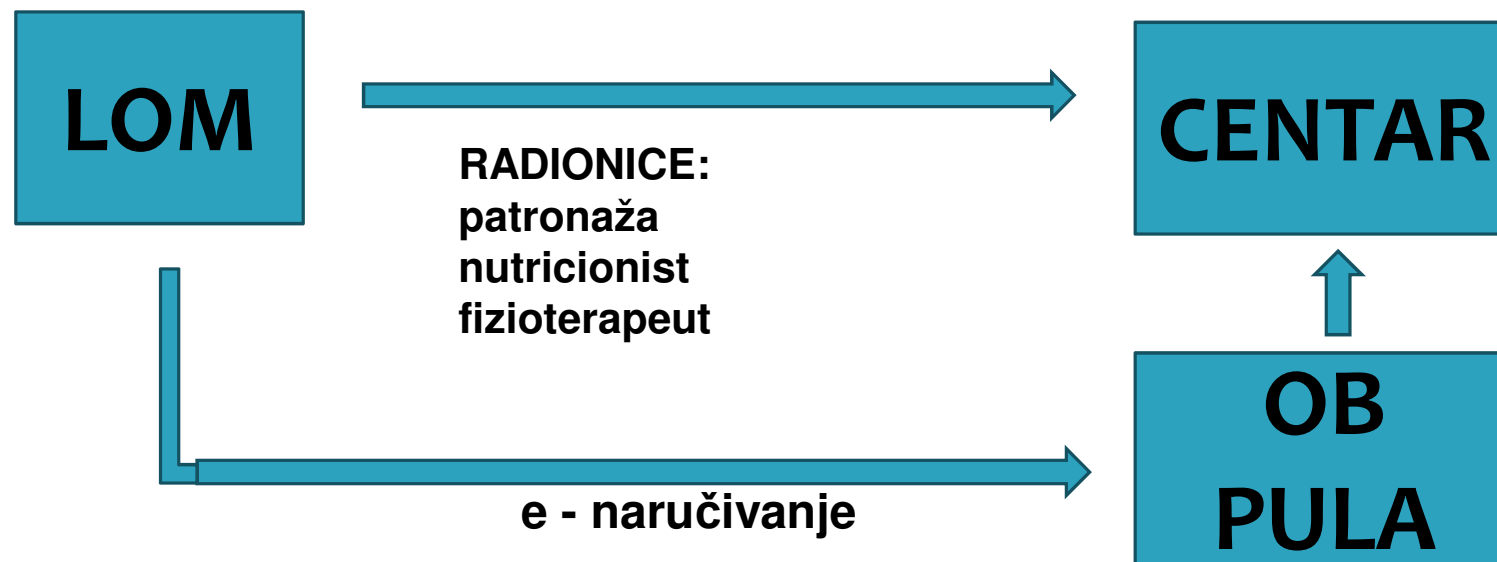 LOM
CENTAR
RADIONICE:
patronaža
nutricionist
fizioterapeut
OB
PULA
e - naručivanje